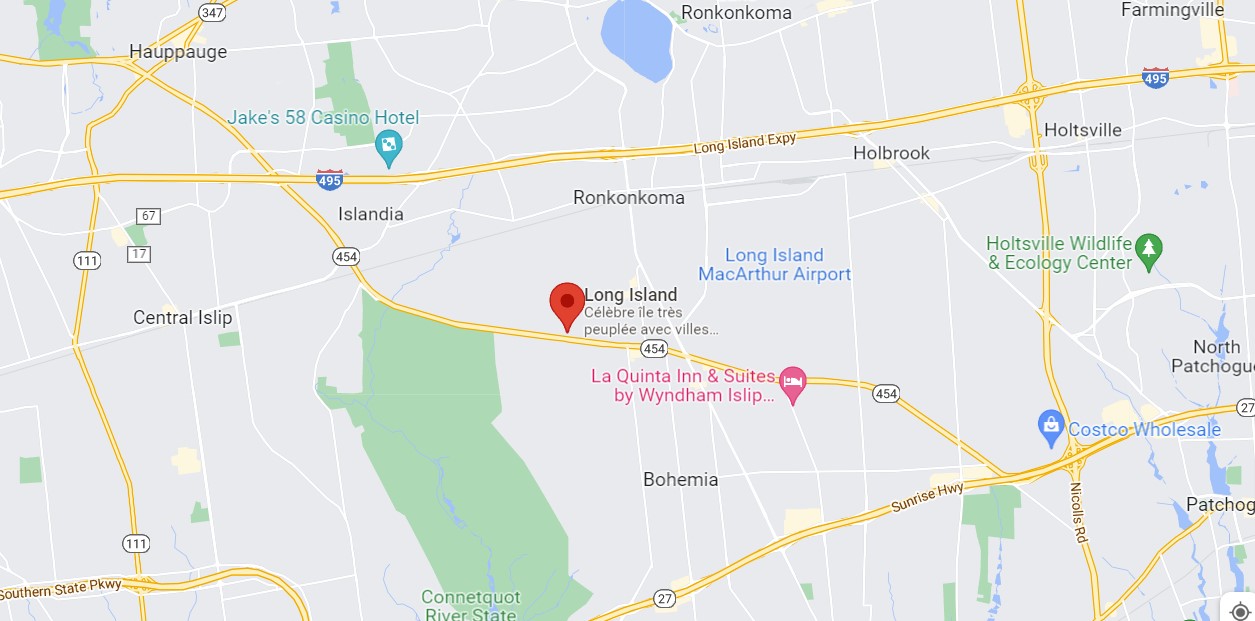 347
Ronkonkoma
Farmingville
Hauppauge
495
Jake's 58 Casino Hotel
Holtsville
Long Island Expy
Holbrook
495
Ronkonkoma
67
Islandia
17
111
454
Long Island
MacArthur Airport
Holtsville Wildlife
& Ecology Center
Long Island
Célèbre île très
peuplée avec villes...
Central Islip
454
North
Patchogue
La Quinta Inn & Suites
by Wyndham Islip...
454
27
Costco Wholesale
Bohemia
Sunrise Hwy
Nicolls Rd
Patchog
111
Southern State Pkwy
Connetquot
River State
27